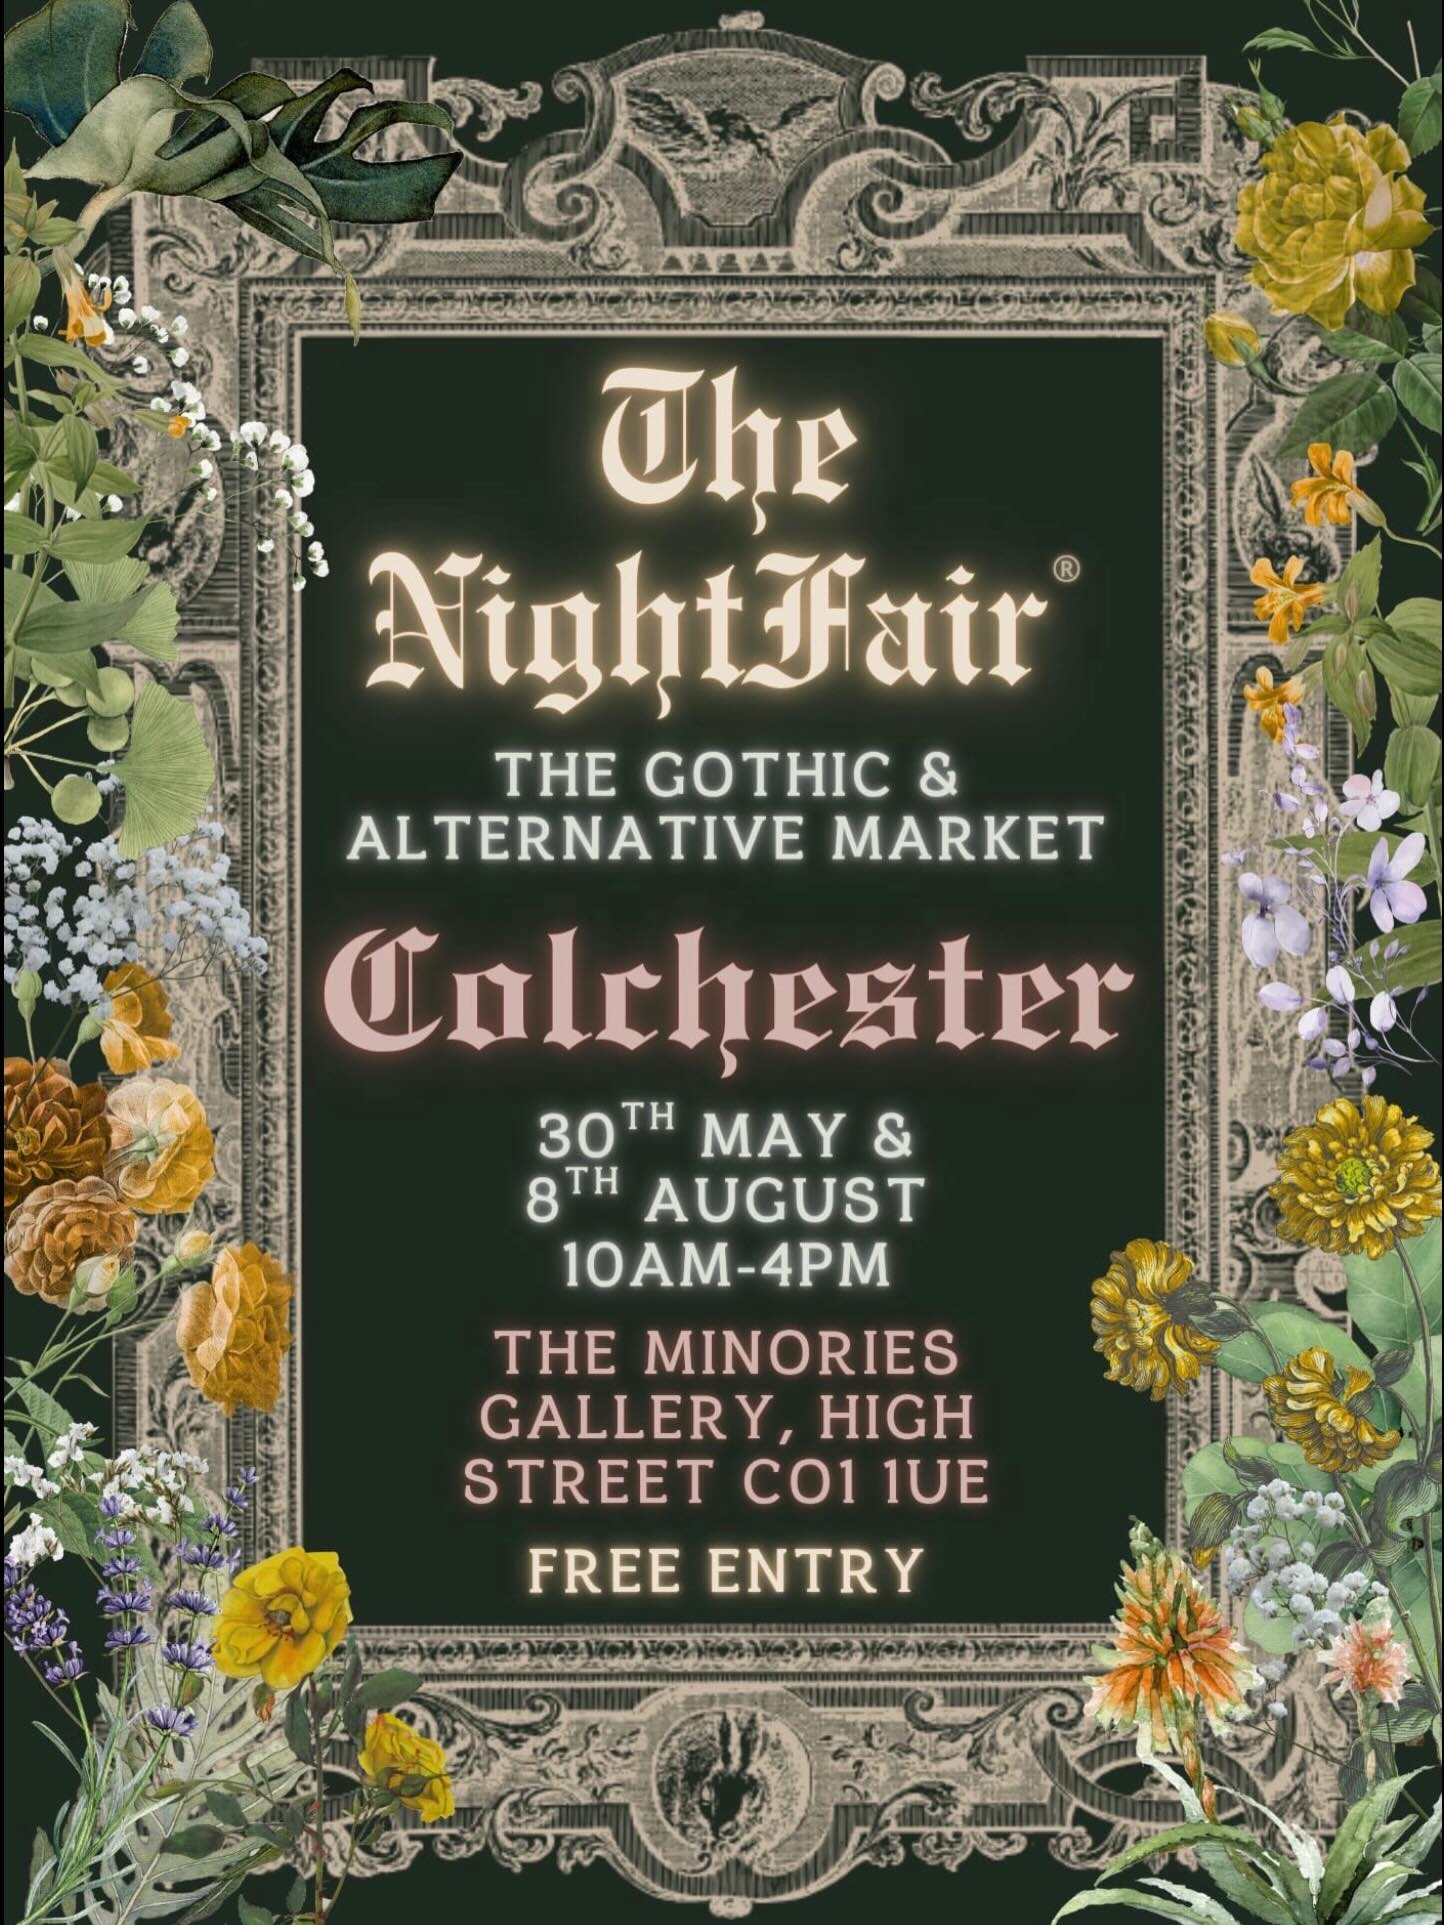 The
NightFair®
THE GOTHIC &
ALTERNATIVE MARKET
Colchester
30TH MAY &
8TH AUGUST
10AM-4PM
THE MINORIES
GALLERY, HIGH
STREET CO1 1UE
FREE ENTRY